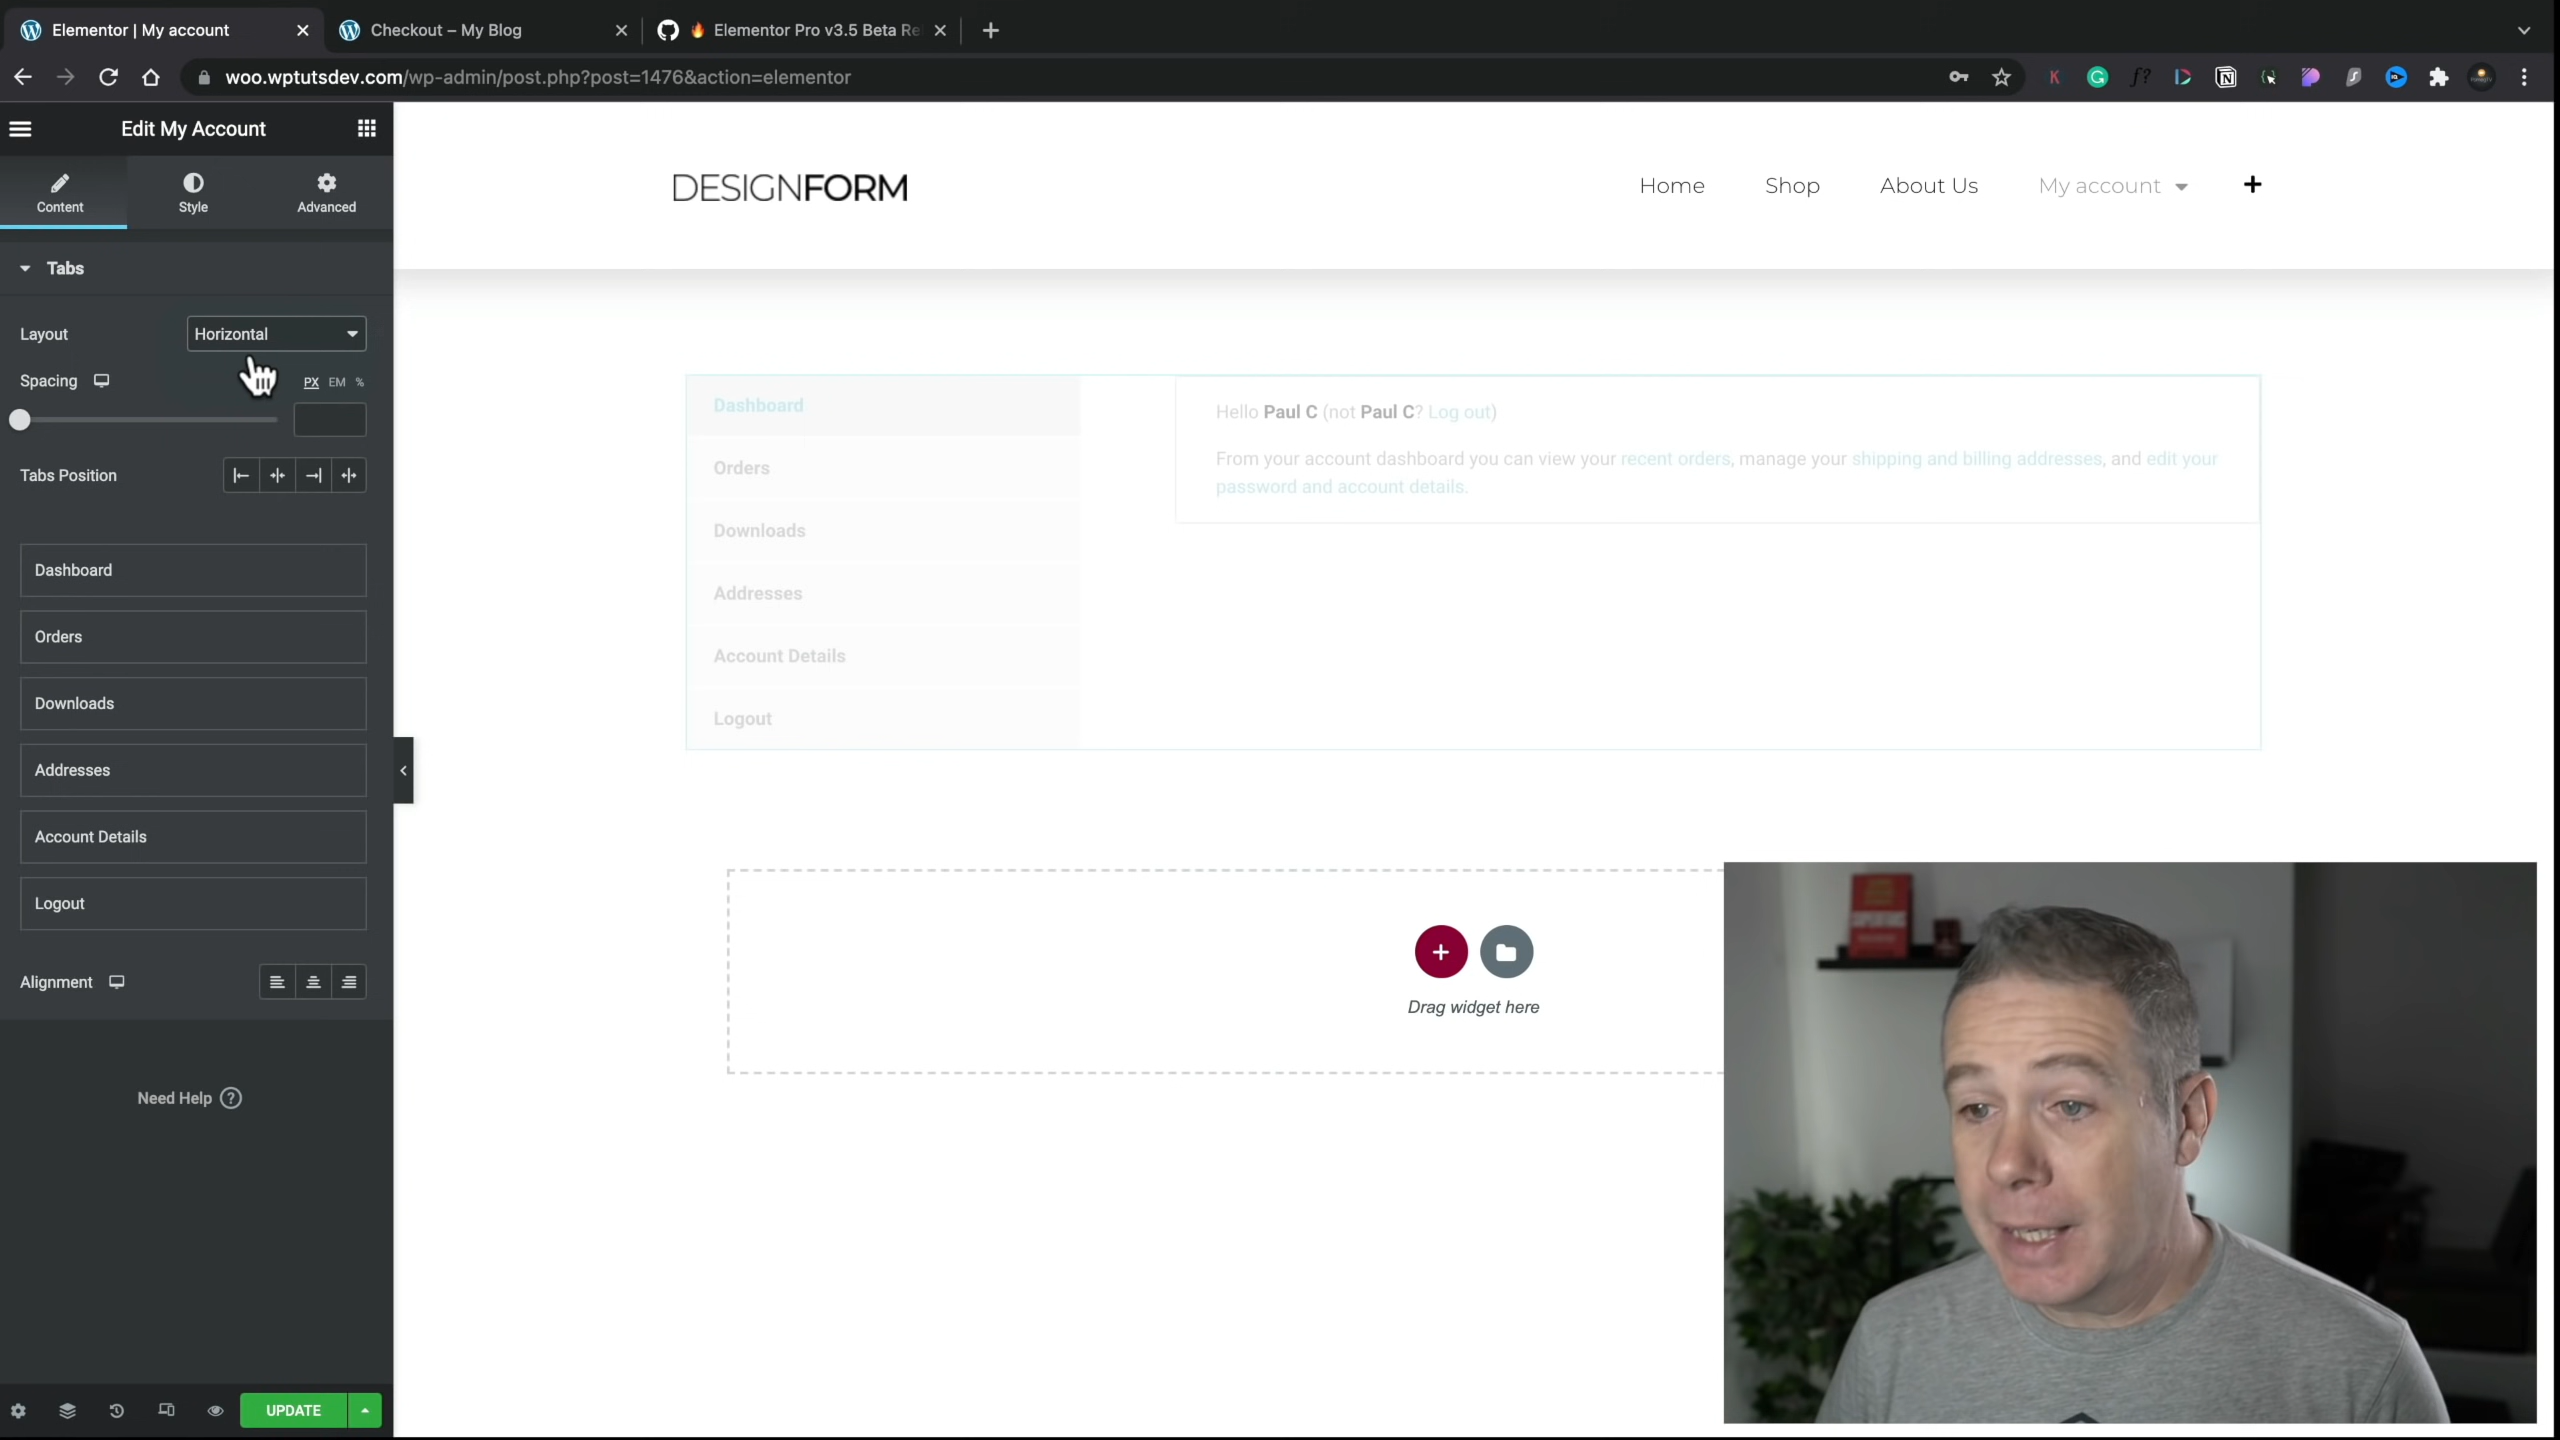 Elementor | My account
Checkout – My Blog
Elementor Pro v3.5 Beta Re
woo.wptutsdev.com/wp-admin/post.php?post=1476&action=elementor
Edit My Account
Content
Style
Advanced
Tabs
Layout
Horizontal
Spacing
PX EM %
Tabs Position
Dashboard
Orders
Downloads
Addresses
Account Details
Logout
Alignment
Need Help
UPDATE
DESIGNFORM
Home
Shop
About Us
My account
Dashboard
Orders
Downloads
Addresses
Account Details
Logout
Hello Paul C (not Paul C? Log out)
From your account dashboard you can view your recent orders, manage your shipping and billing addresses, and edit your
password and account details.
Drag widget here